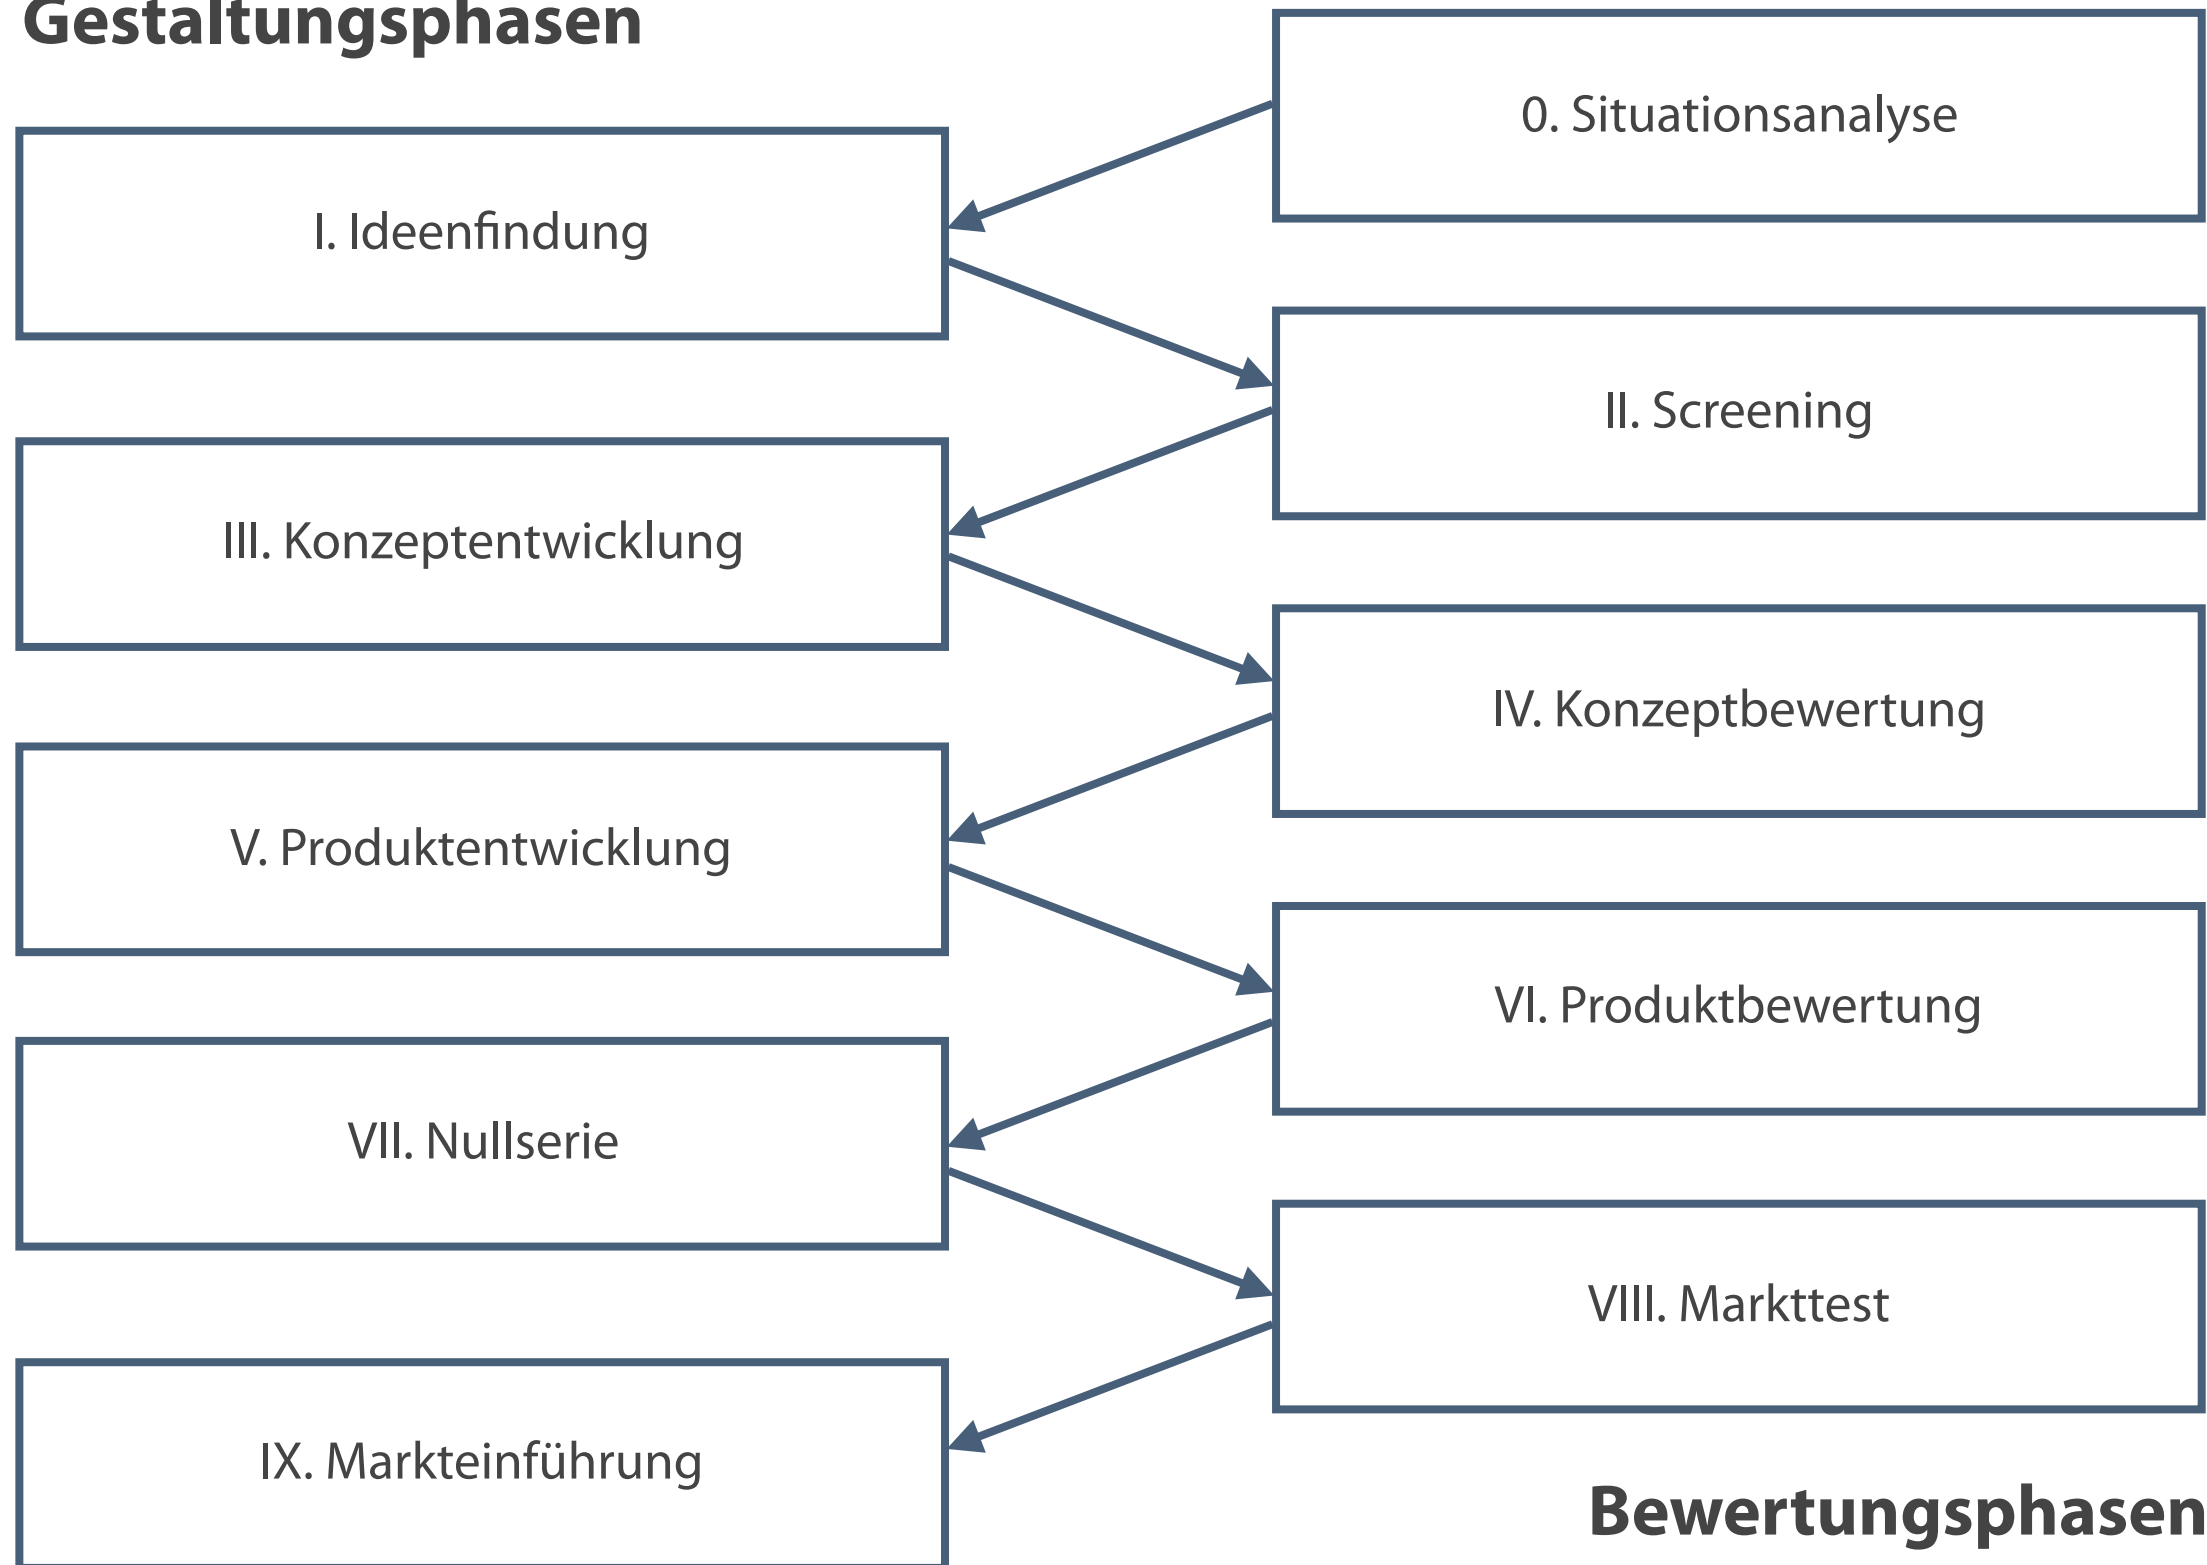 Gestaltungsphasen
0. Situationsanalyse
I. Ideenfindung
II. Screening
III. Konzeptentwicklung
IV. Konzeptbewertung
V. Produktentwicklung
VI. Produktbewertung
VII. Nullserie
VIII. Markttest
IX. Markteinführung
Bewertungsphasen